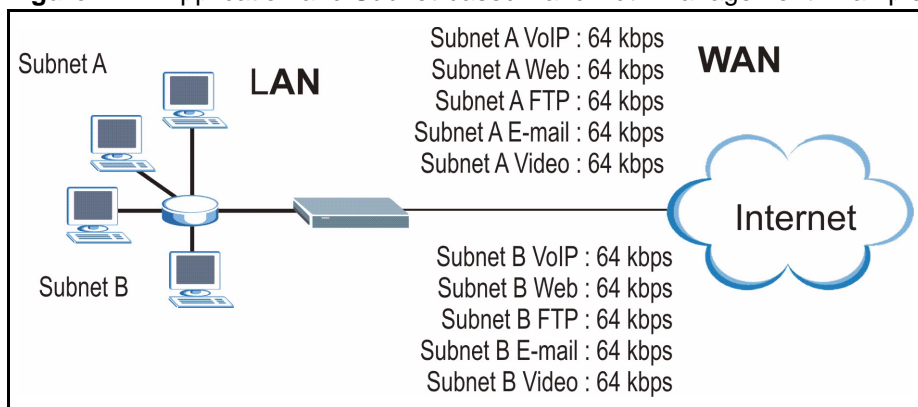 Subnet A
LAN
Subnet A VoIP : 64 kbps
Subnet A Web : 64 kbps
Subnet A FTP : 64 kbps
Subnet A E-mail : 64 kbps
Subnet A Video : 64 kbps
WAN
Internet
Subnet B
Subnet B VoIP : 64 kbps
Subnet B Web : 64 kbps
Subnet B FTP : 64 kbps
Subnet B E-mail : 64 kbps
Subnet B Video : 64 kbps